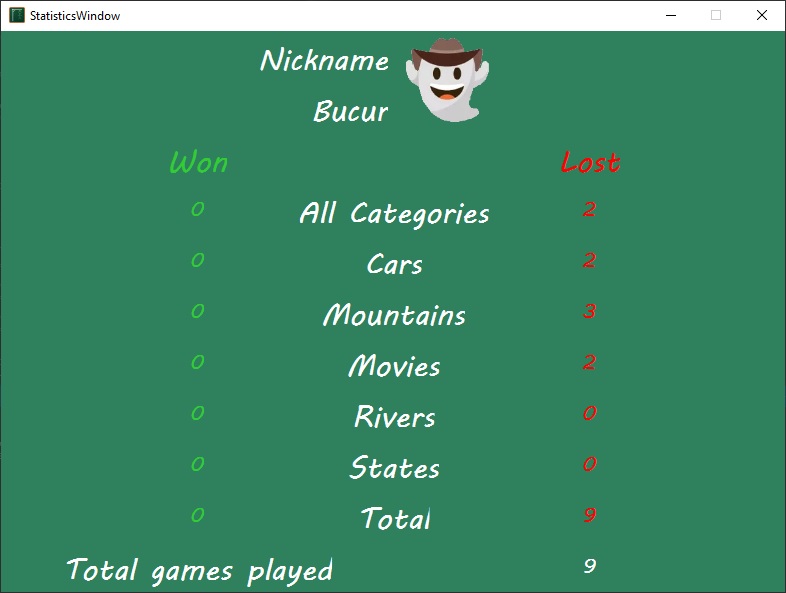 StatisticsWindow
Nickname
Bucur
Won Lost
0 All Categories 2
0 Cars 2
0 Mountains 3
0 Movies 2
0 Rivers 0
0 States 0
0 Total 9
Total games played 9